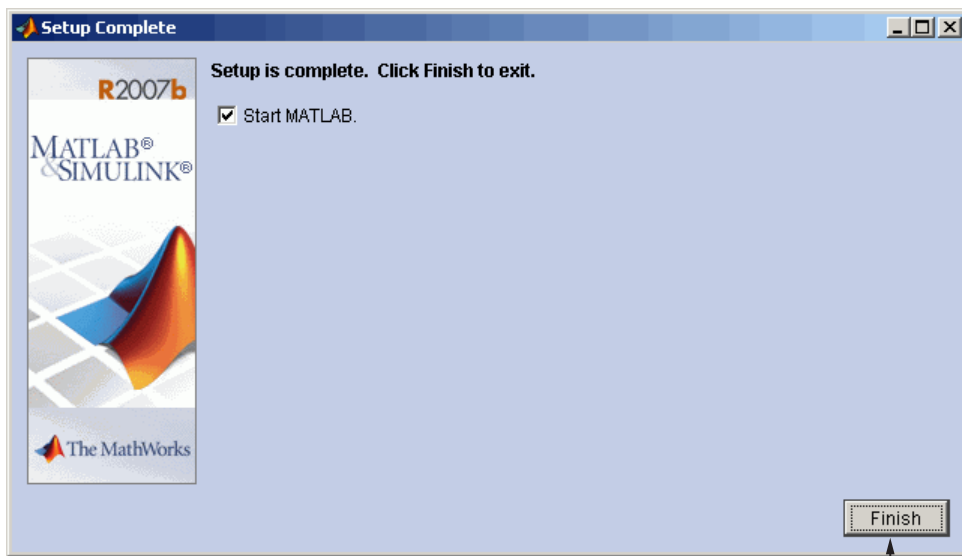 Setup Complete
R2007b
MATLAB®
&SIMULINK®
The MathWorks
Setup is complete. Click Finish to exit.
Start MATLAB.
Finish